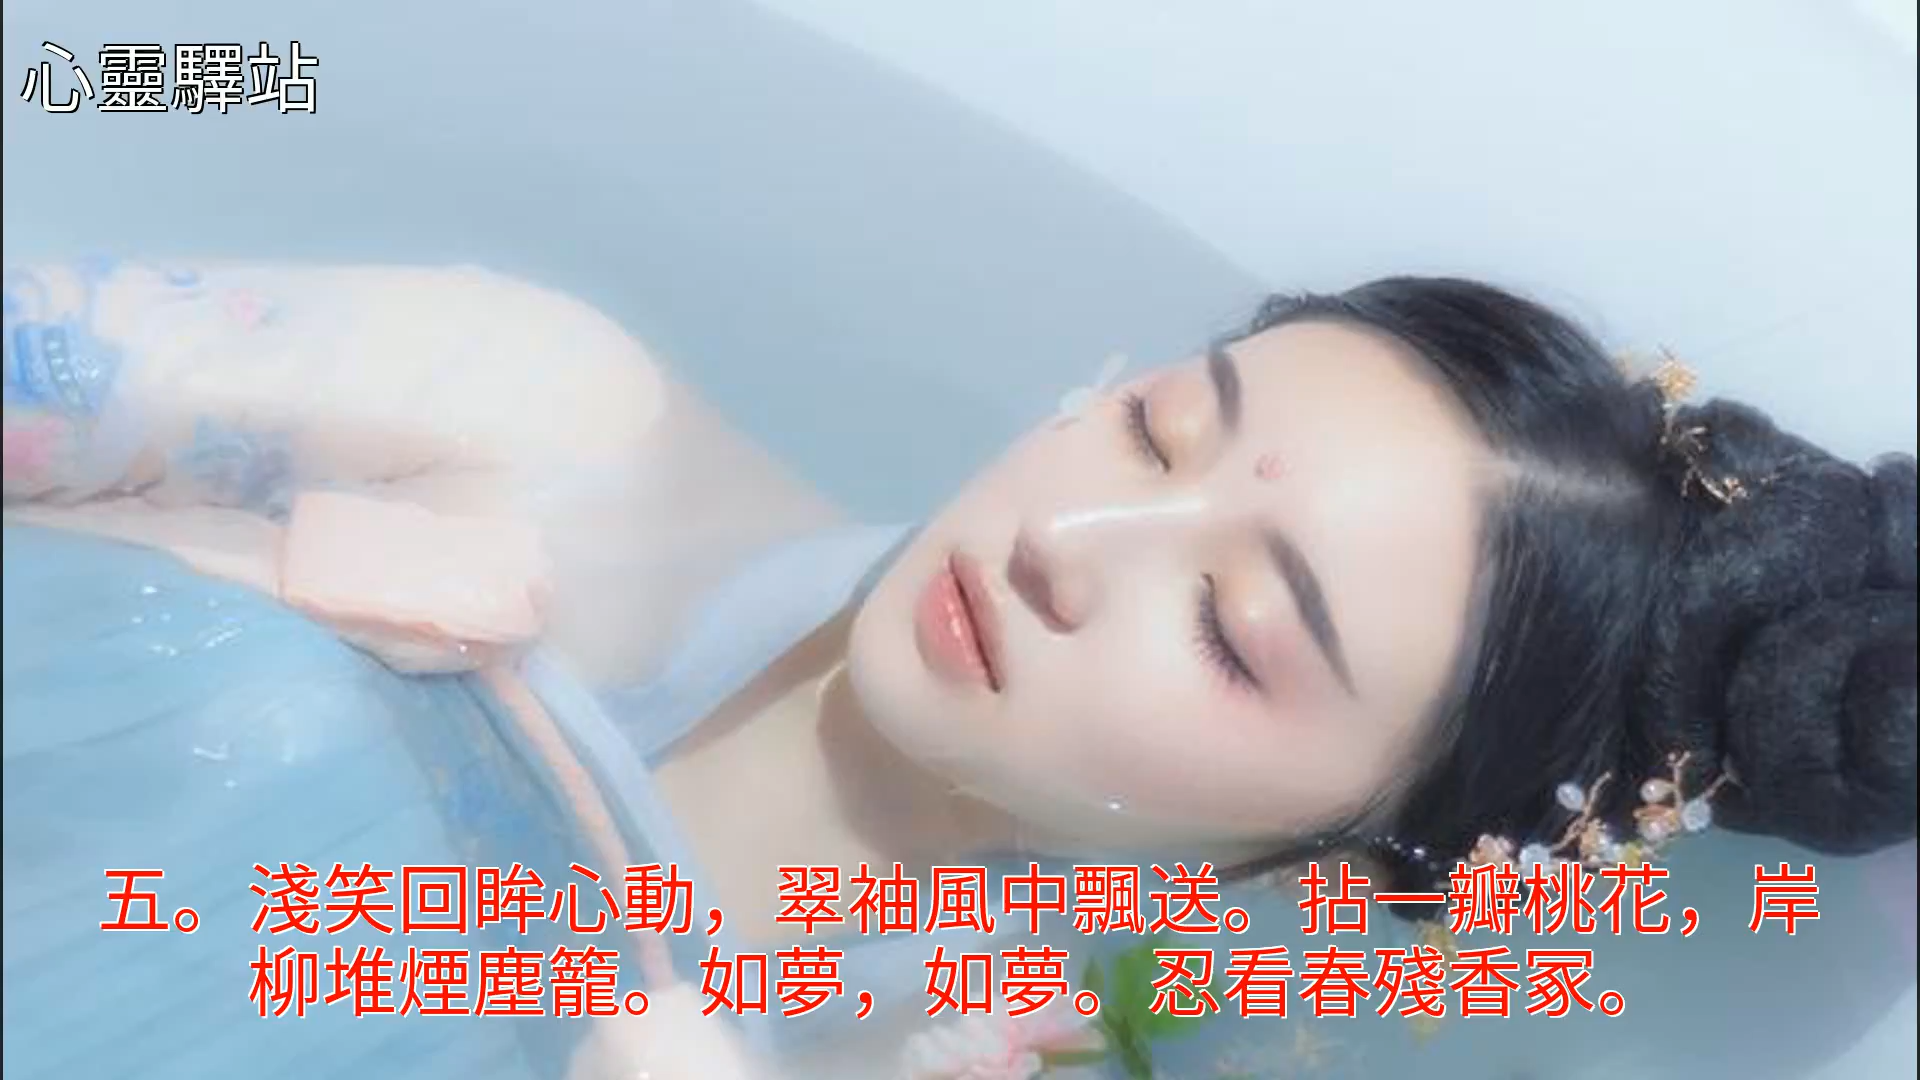 心靈驛站
五。淺笑回眸心動，翠袖風中飄送。拈一瓣桃花，岸
柳堆煙塵籠。如夢，如夢。忍看春殘香冢。